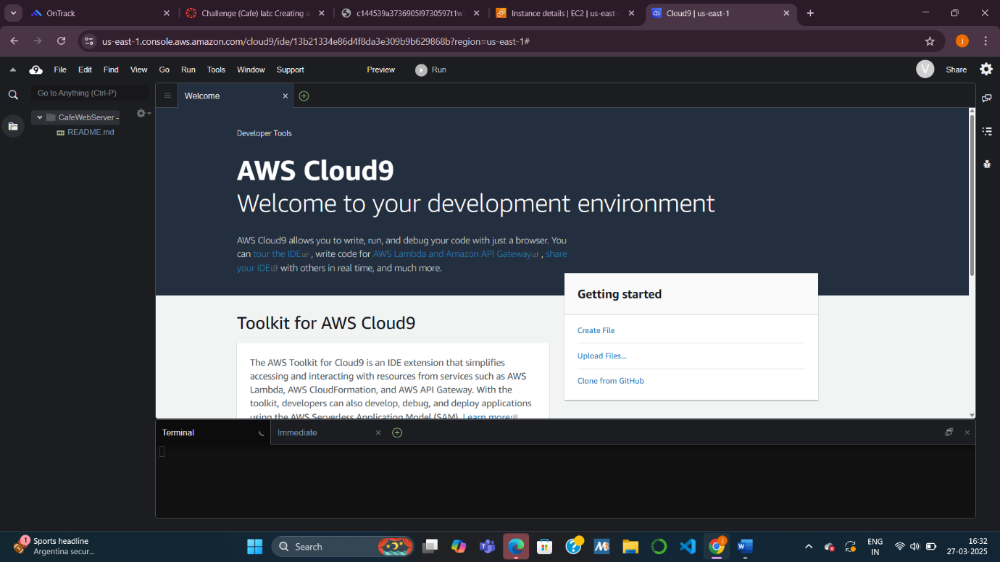 OnTrack
Challenge (Cafe) lab: Creating a
c144539a3736905l9730597t1w
Instance details | EC2 | us-east-1
Cloud9 | us-east-1
us-east-1.console.aws.amazon.com/cloud9/ide/13b21334e86d4f8da3e309b9b629868b?region=us-east-1#
j
9 File Edit Find View Go Run Tools Window Support Preview Run V Share
Go to Anything (Ctrl-P)
CafeWebServer -
README.md
Welcome
Developer Tools
AWS Cloud9
Welcome to your development environment
AWS Cloud9 allows you to write, run, and debug your code with just a browser. You
can tour the IDE , write code for AWS Lambda and Amazon API Gateway , share
your IDE with others in real time, and much more.
Getting started
Create File
Upload Files...
Clone from GitHub
Toolkit for AWS Cloud9
The AWS Toolkit for Cloud9 is an IDE extension that simplifies
accessing and interacting with resources from services such as AWS
Lambda, AWS CloudFormation, and AWS API Gateway. With the
toolkit, developers can also develop, debug, and deploy applications
using the AWS Serverless Application Model (SAM). Learn more
Terminal
Immediate
1
Sports headline
Argentina secur...
Search
ENG
IN
16:32
27-03-2025